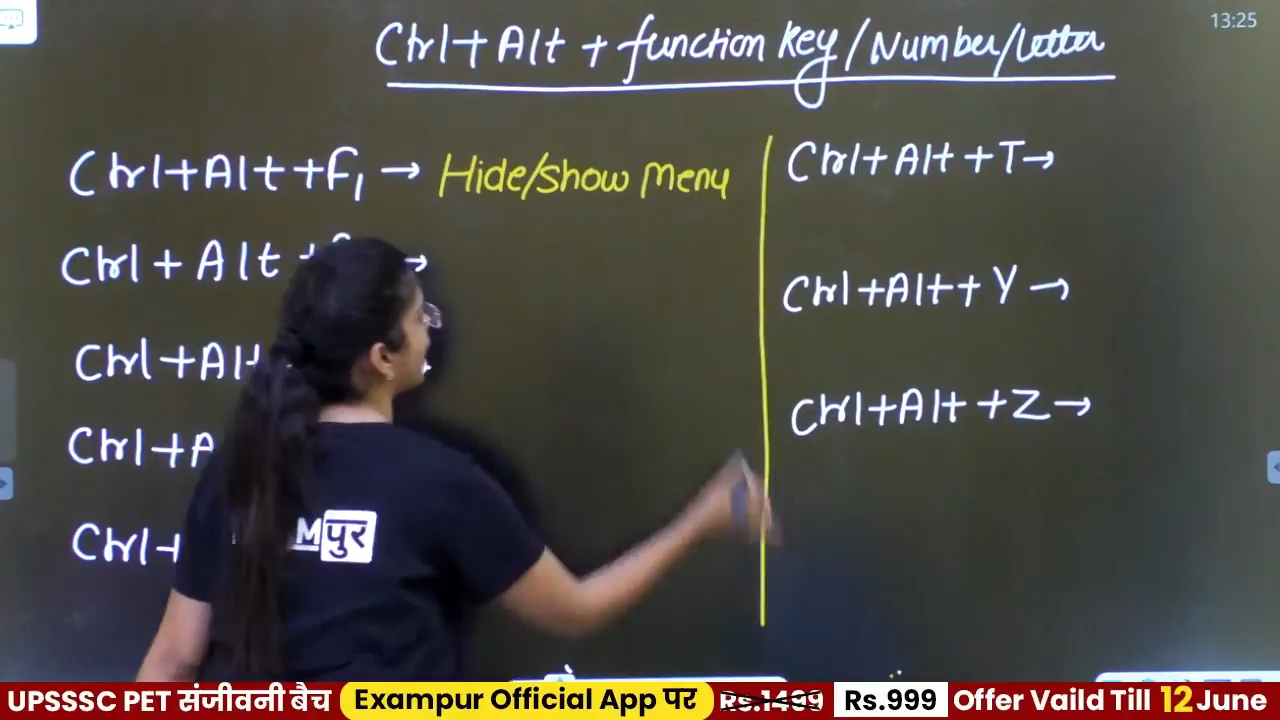 13:25
Ctrl+Alt + function key/Number/Letter
Ctrl+Alt+F1 → Hide/Show Menu
Ctrl + Alt + →
Ctrl+Alt
Ctrl+A
Ctrl+
Ctrl+Alt+T→
Ctrl+Alt+Y→
Ctrl+Alt+Z→
Mपुर
UPSSSC PET संजीवनी बैच Exampur Official App पर Rs.1499 Rs.999 Offer Vaild Till 12 June